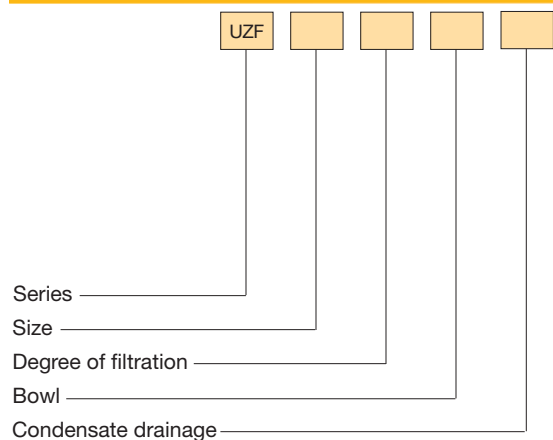 UZF
Series
Size
Degree of filtration
Bowl
Condensate drainage